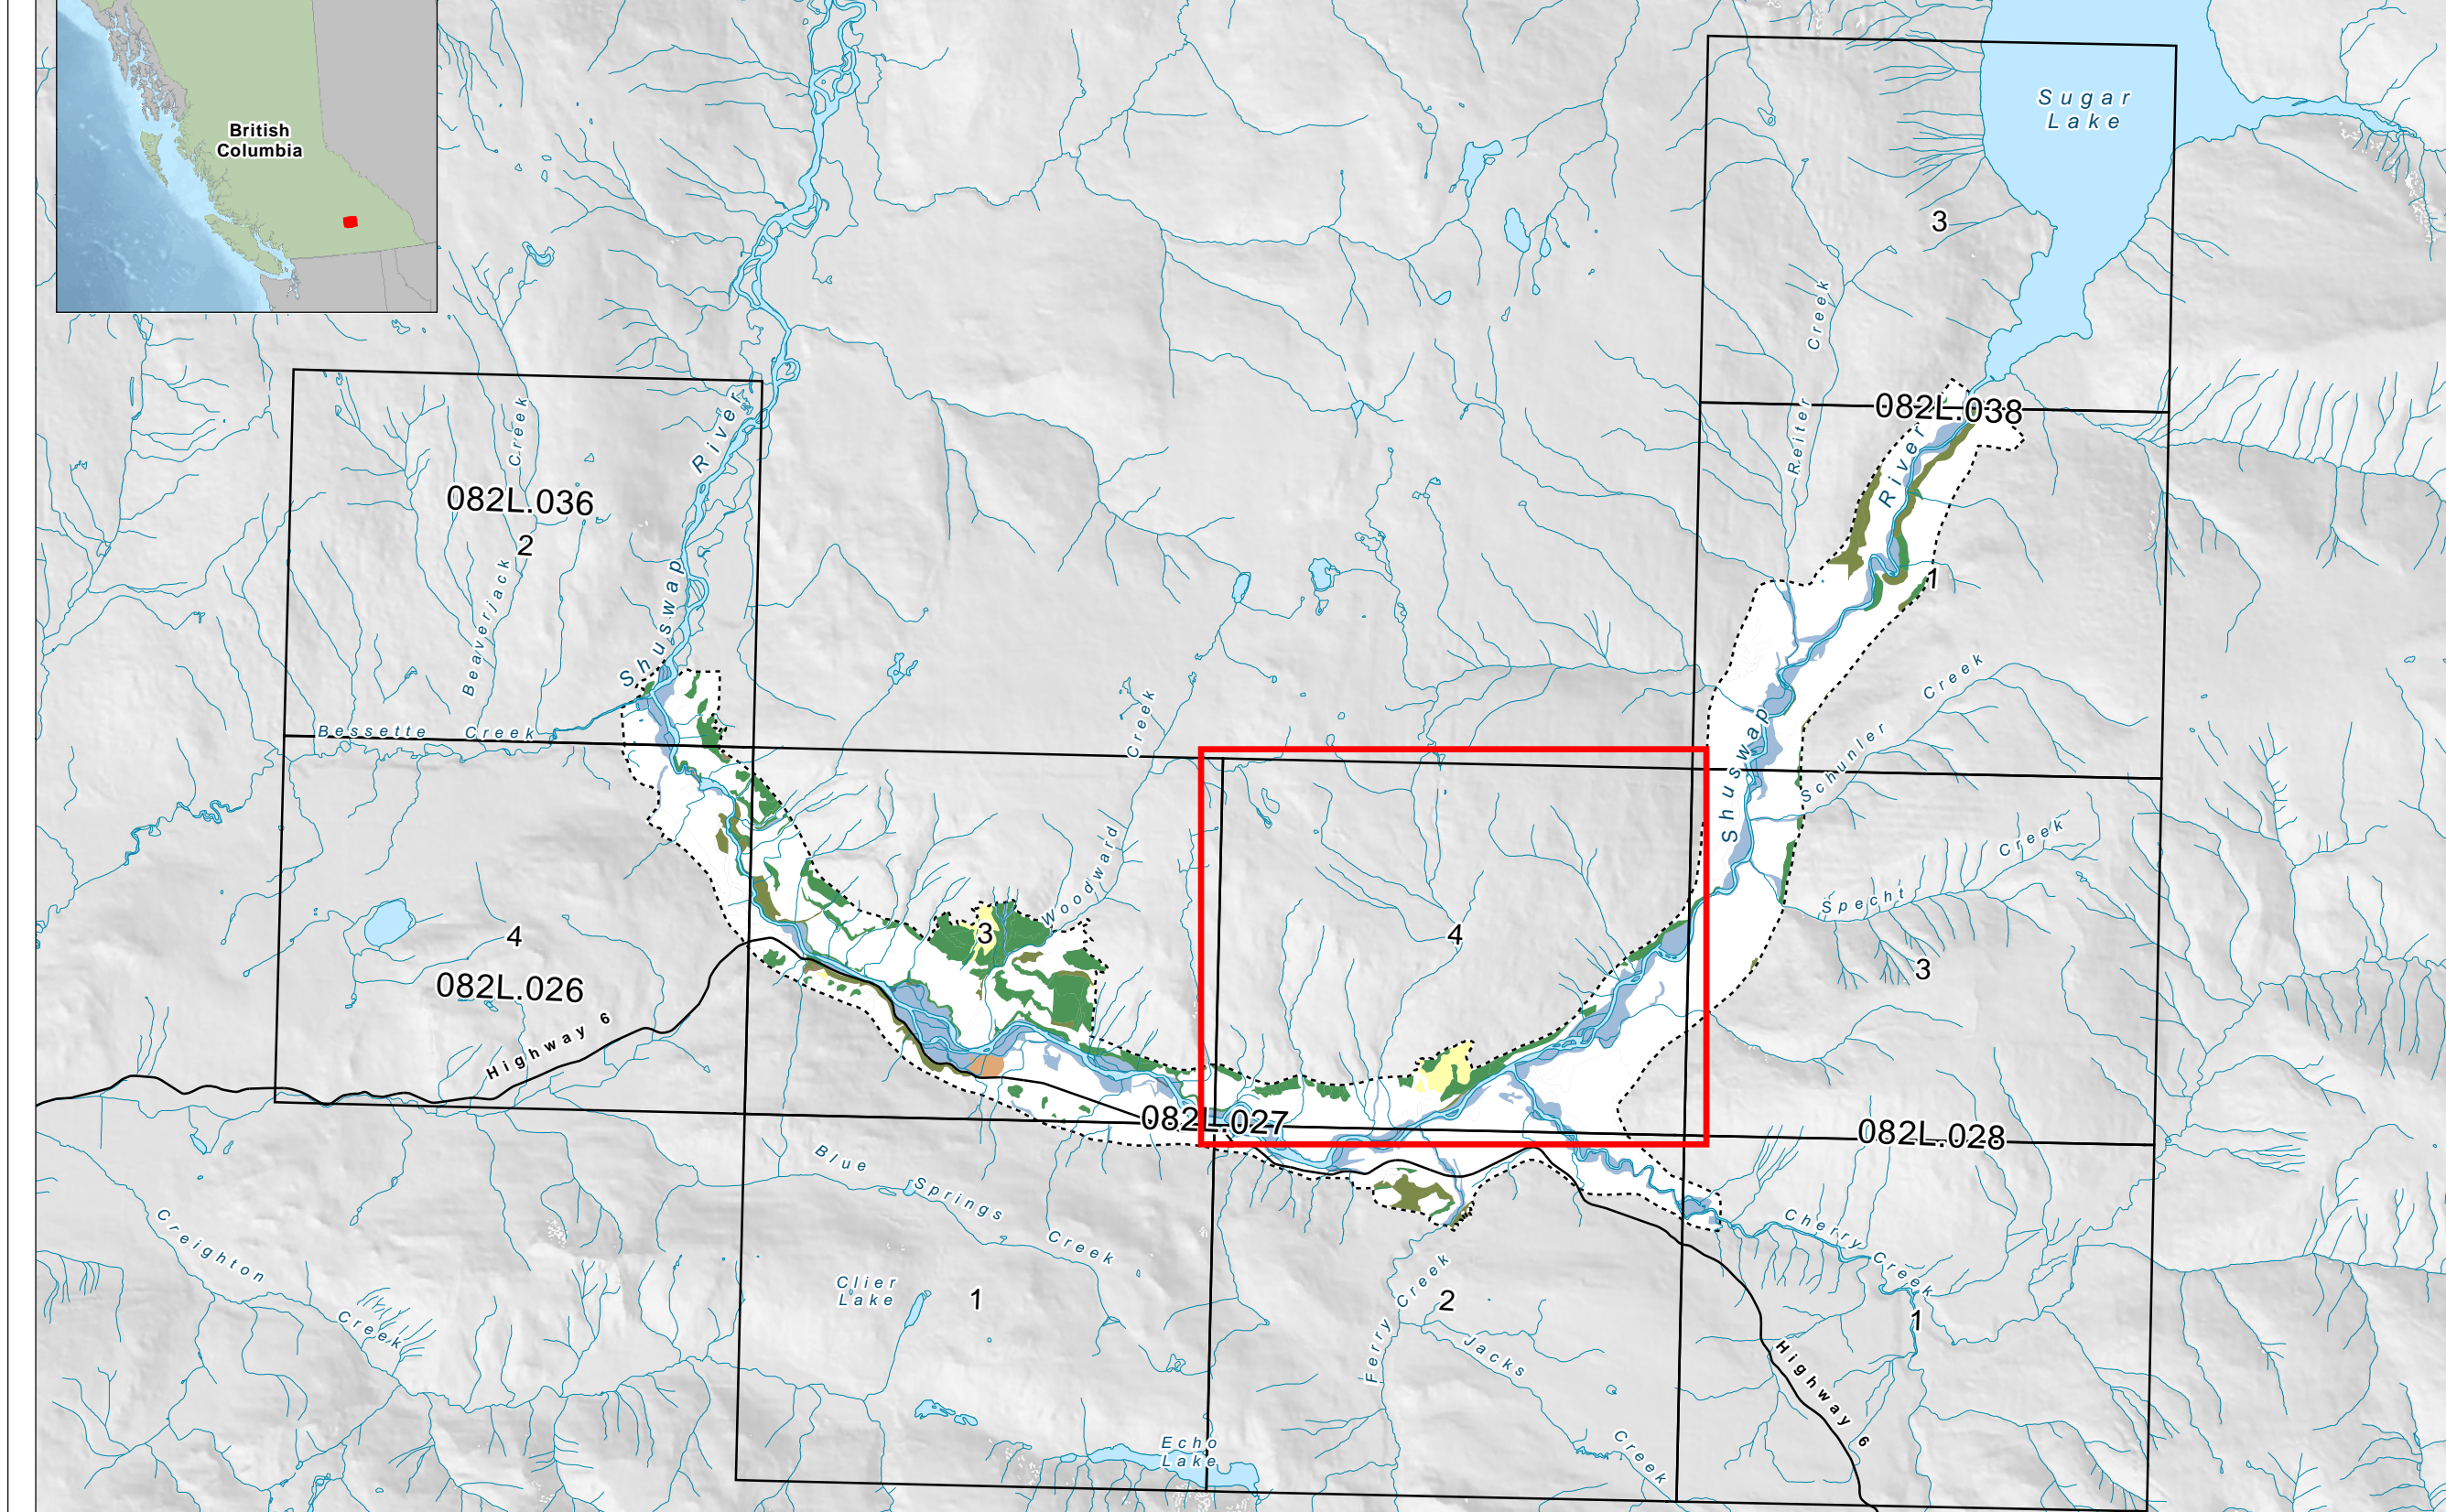 British
Columbia
Sugar
Lake
3
Reiter Creek
082L.038
Shuswap River
082L.036
2
Beaverjack Creek
1
Shuswap River
Bessette Creek
Schunler Creek
Woodward Creek
Specht Creek
4
082L.026
3
4
3
Highway 6
082L.027
082L.028
Blue Springs Creek
Creighton Creek
Clier
Lake
1
Ferry Creek
2
Cherry Creek
1
Jacks Creek
Highway 6
Echo
Lake